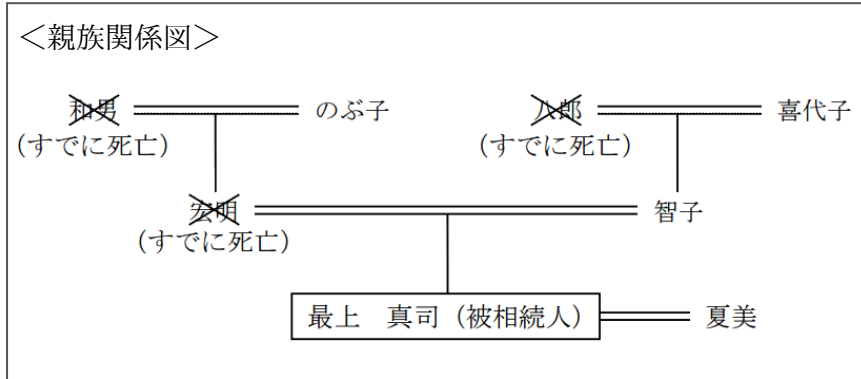 <親族関係図>
和男 のぶ子 八郎 喜代子
(すでに死亡) (すでに死亡)
宏明 智子
(すでに死亡)
最上 真司(被相続人) 夏美